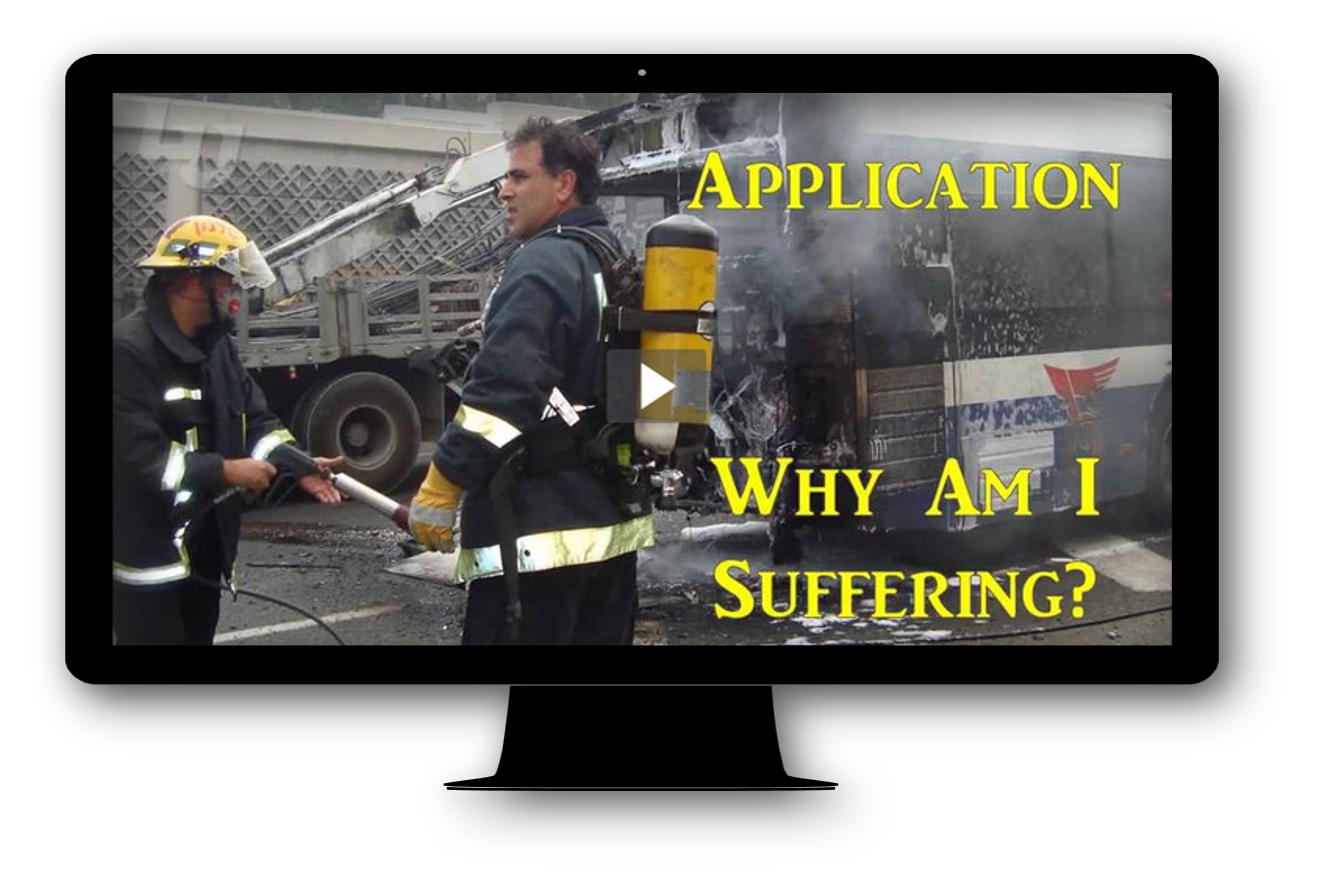 APPLICATION
WHY AM I
SUFFERING?